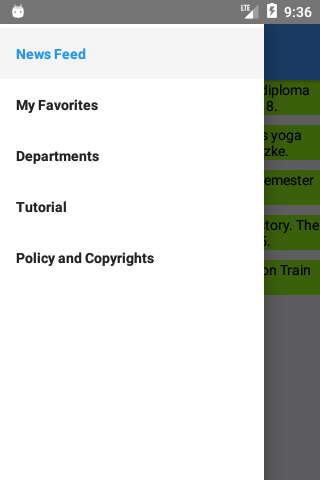 LTE 9:36
News Feed
diploma
8.
My Favorites
yoga
zke.
Departments
emester
Tutorial
tory. The
Policy and Copyrights
on Train